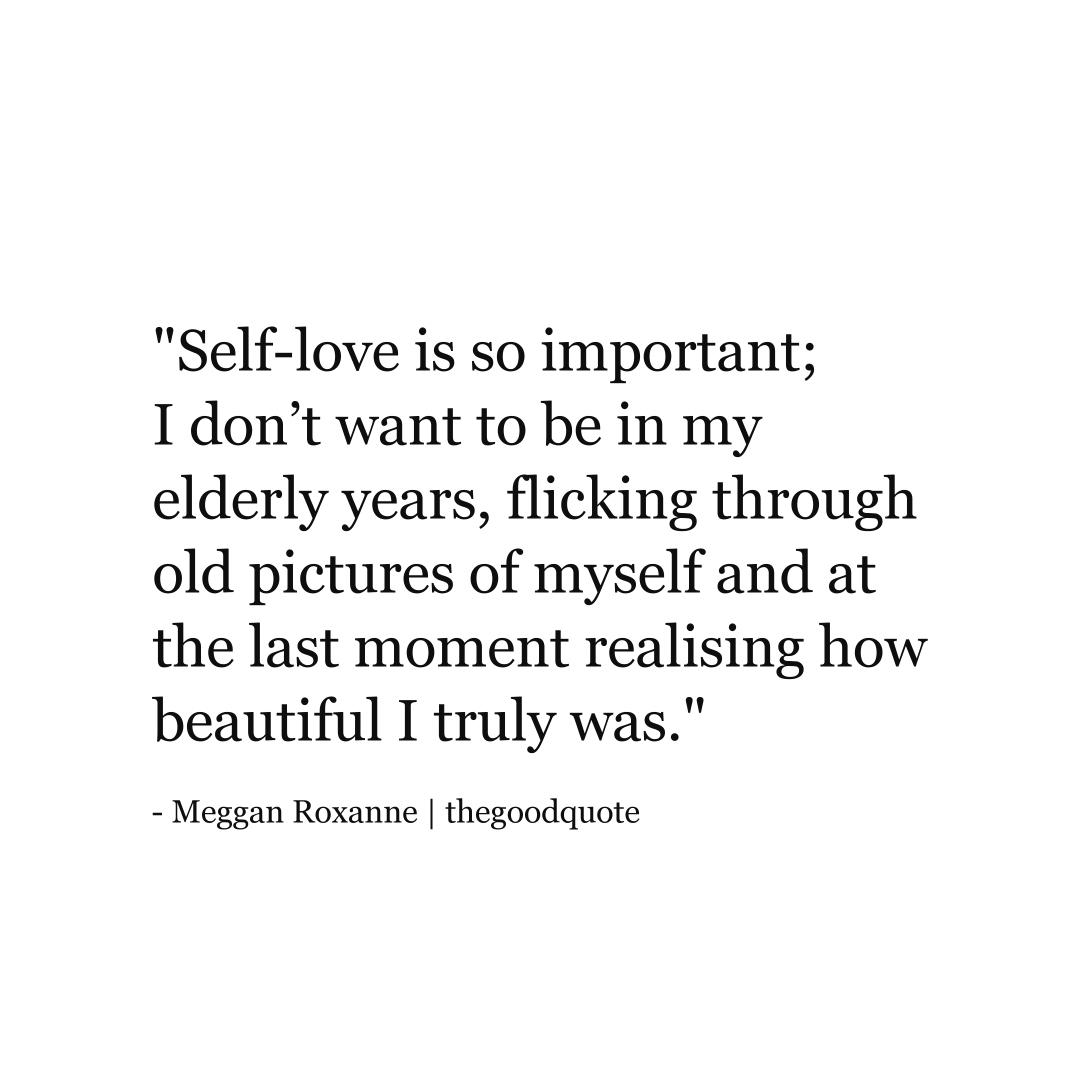 "Self-love is so important;
I don’t want to be in my
elderly years, flicking through
old pictures of myself and at
the last moment realising how
beautiful I truly was."
- Meggan Roxanne | thegoodquote